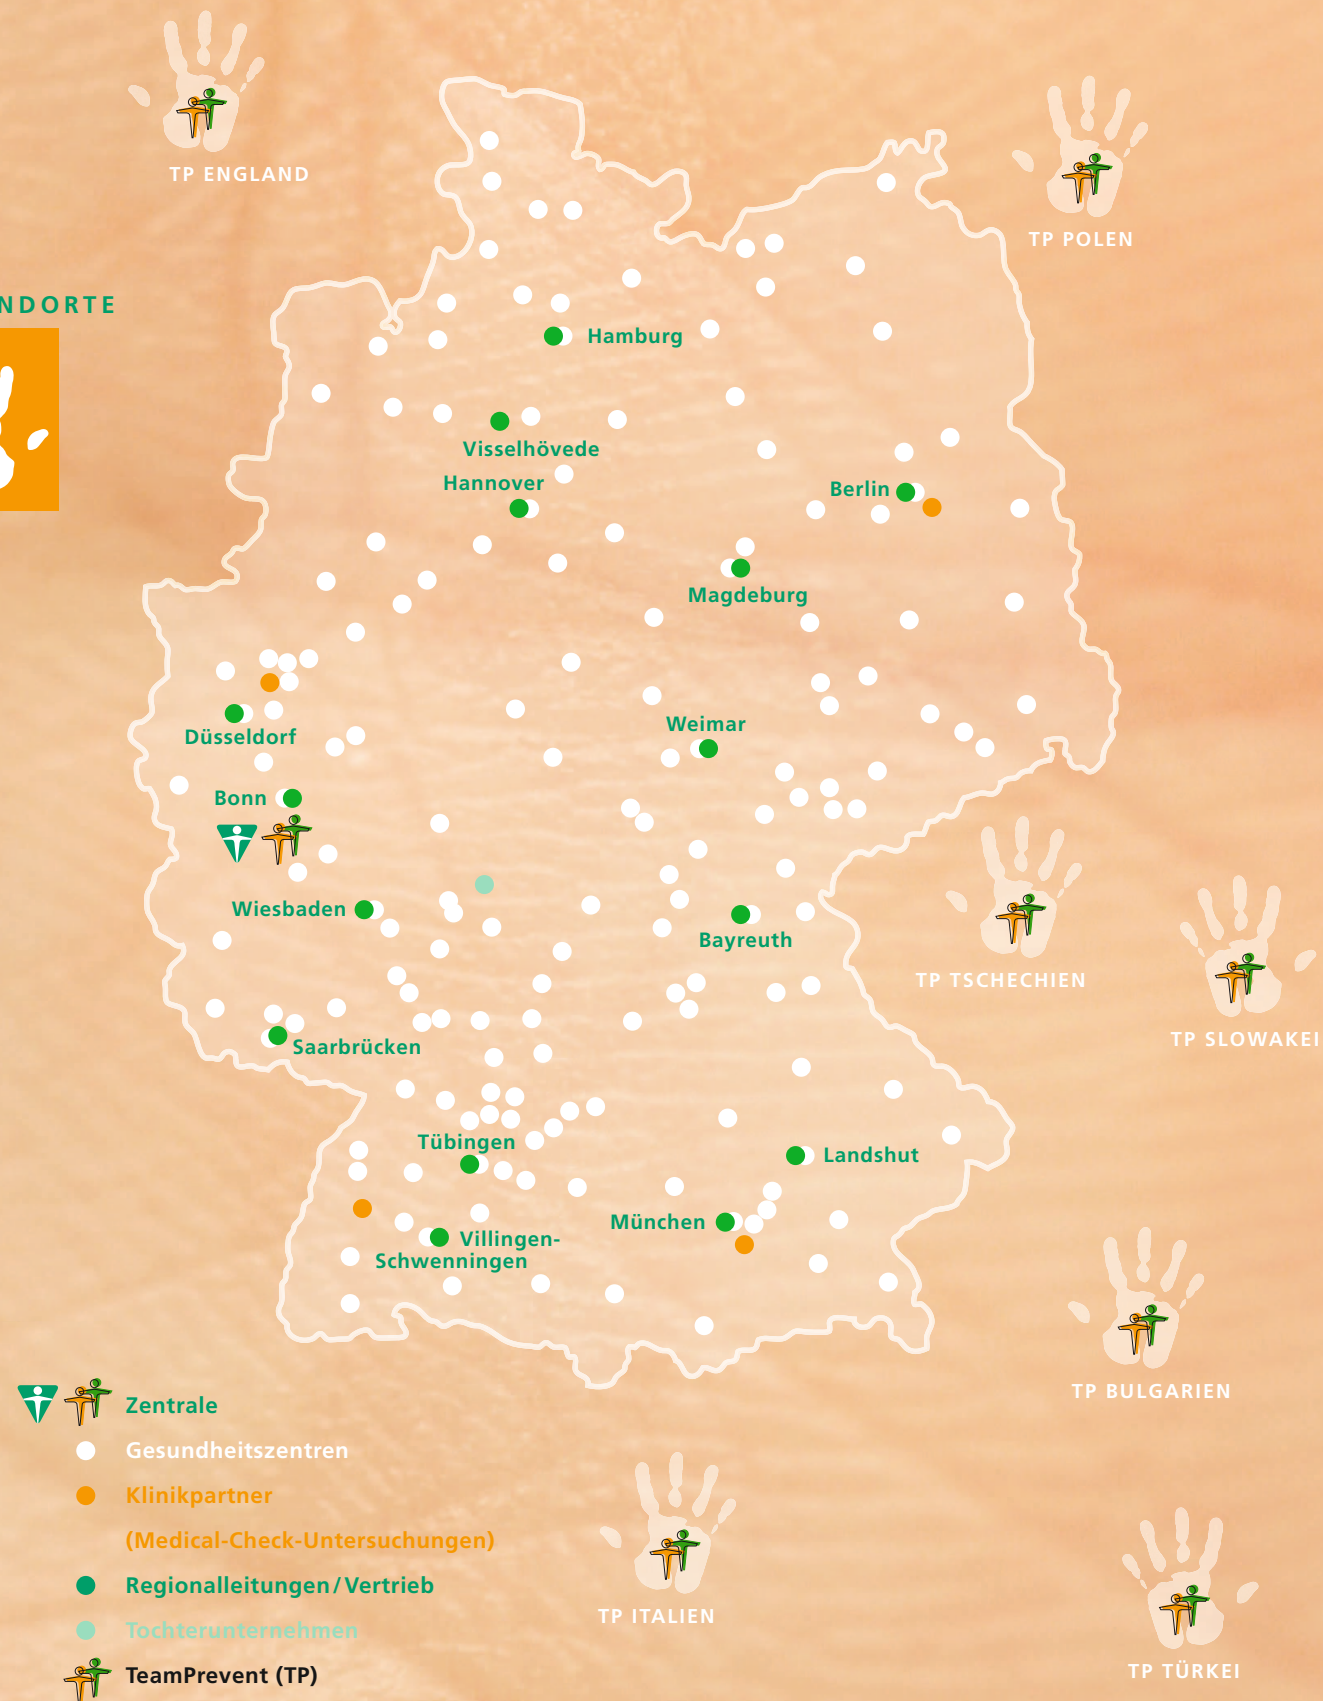 TP ENGLAND
TP POLEN
NDORTE
Hamburg
Visselhövede
Hannover
Berlin
Magdeburg
Weimar
Düsseldorf
Bonn
Wiesbaden
Bayreuth
TP TSCHECHIEN
TP SLOWAKEI
Saarbrücken
Tübingen
Landshut
München
Villingen-
Schwenningen
TP BULGARIEN
Zentrale
Gesundheitszentren
Klinikpartner
(Medical-Check-Untersuchungen)
Regionalleitungen / Vertrieb
Tochterunternehmen
TeamPrevent (TP)
TP ITALIEN
TP TÜRKEI